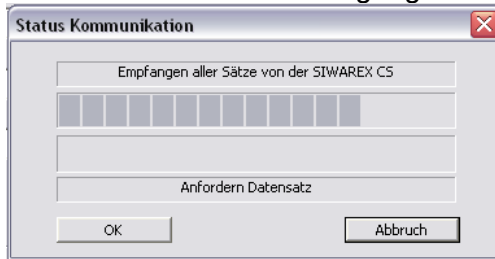 Status Kommunikation
Empfangen aller Sätze von der SIWAREX CS
Anfordern Datensatz
OK
Abbruch